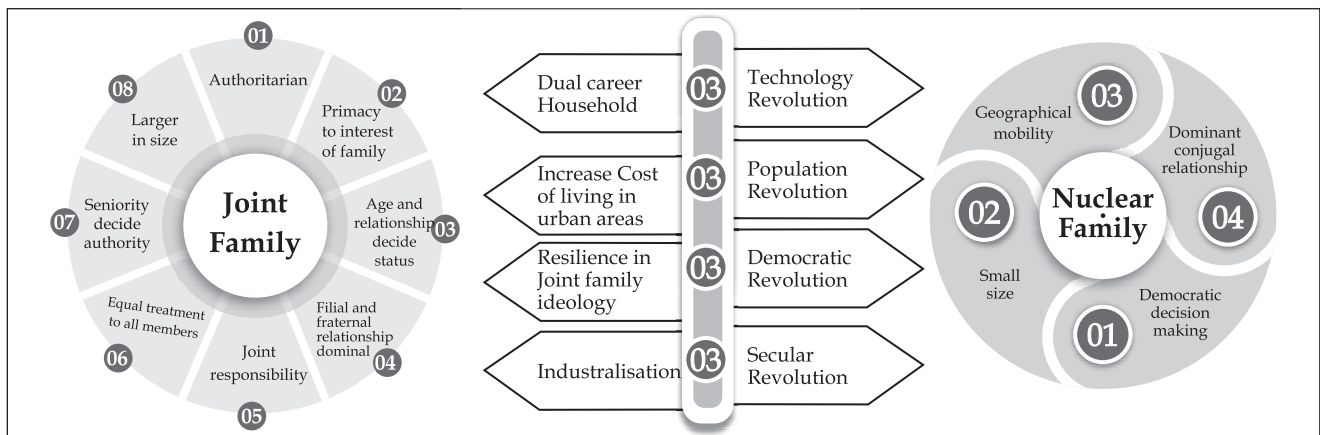 01
Authoritarian
02
Primacy
to interest
of family
03
Age and
relationship
decide
status
04
Filial and
fraternal
relationship
dominal
05
Joint
responsibility
06
Equal treatment
to all members
07
Seniority
decide
authority
08
Larger
in size
Joint
Family
Dual career
Household
03
Technology
Revolution
Increase Cost
of living in
urban areas
03
Population
Revolution
Resilience in
Joint family
ideology
03
Democratic
Revolution
Industralisation
03
Secular
Revolution
Nuclear
Family
01
Democratic
decision
making
02
Small
size
03
Geographical
mobility
04
Dominant
conjugal
relationship